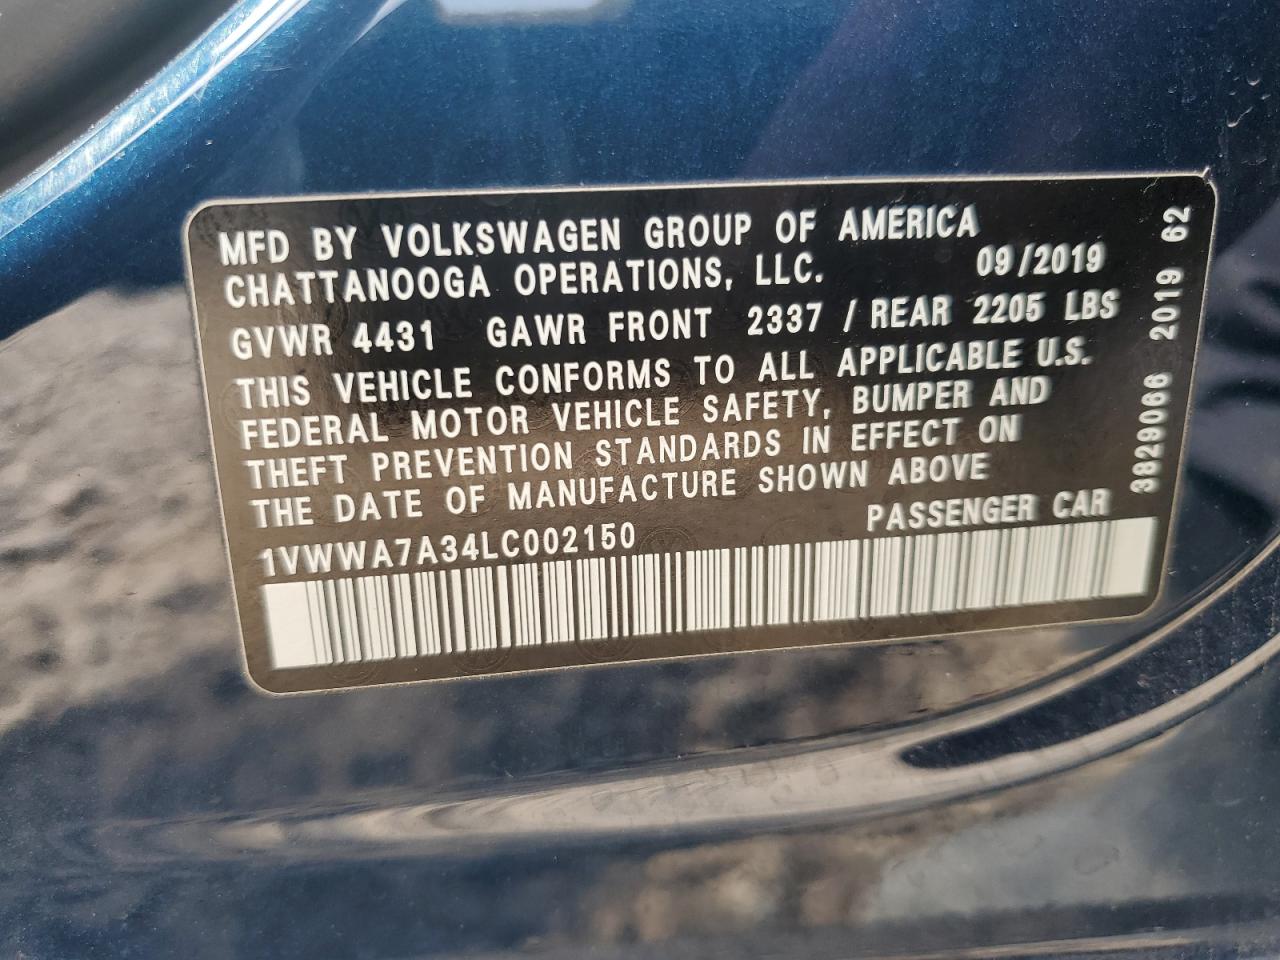 MFD BY VOLKSWAGEN GROUP OF AMERICA
CHATTANOOGA OPERATIONS, LLC. 09/2019
GVWR 4431 GAWR FRONT 2337 / REAR 2205 LBS
THIS VEHICLE CONFORMS TO ALL APPLICABLE U.S.
FEDERAL MOTOR VEHICLE SAFETY, BUMPER AND
THEFT PREVENTION STANDARDS IN EFFECT ON
THE DATE OF MANUFACTURE SHOWN ABOVE
1VWWA7A34LC002150 PASSENGER CAR
3829066 2019 62